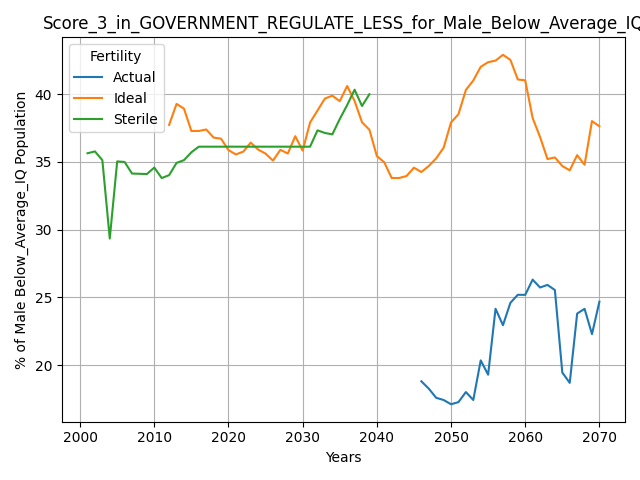 Score_3_in_GOVERNMENT_REGULATE_LESS_for_Male_Below_Average_IQ
Fertility
Actual
Ideal
Sterile
% of Male Below_Average_IQ Population
40
35
30
25
20
2000 2010 2020 2030 2040 2050 2060 2070
Years